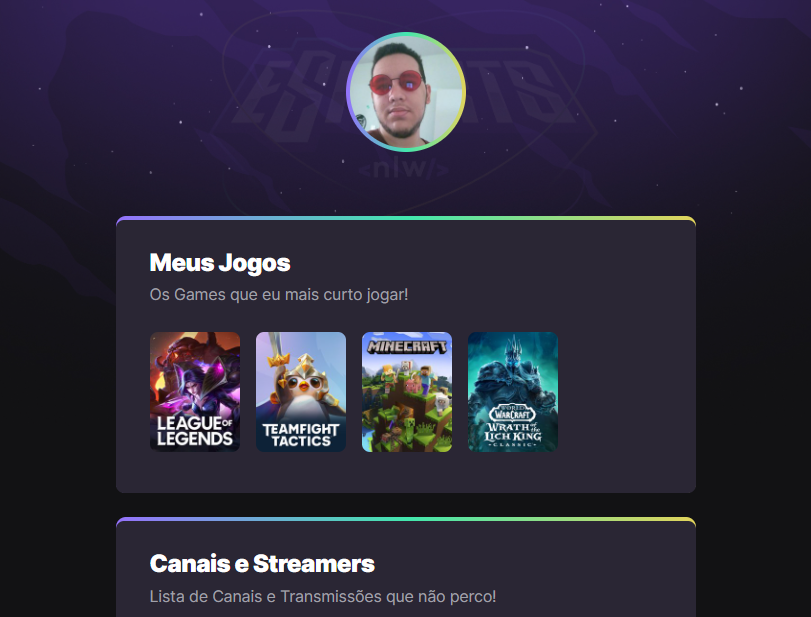 ESPORTS
<nlw/>
Meus Jogos
Os Games que eu mais curto jogar!
LEAGUE OF
LEGENDS
TEAMFIGHT
TACTICS
MINECRAFT
WORLD
WARCRAFT
WRATH of the
LICH KING
CLASSIC
Canais e Streamers
Lista de Canais e Transmissões que não perco!